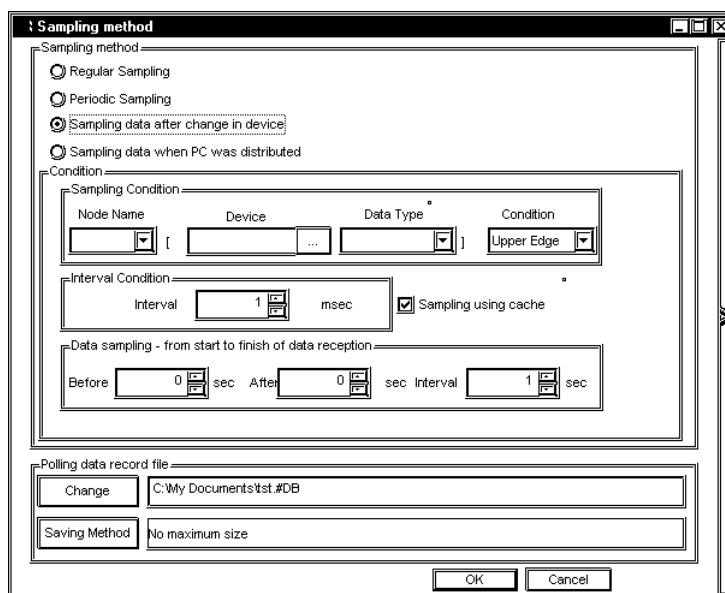 Sampling method
Sampling method
Regular Sampling
Periodic Sampling
Sampling data after change in device
Sampling data when PC was distributed
Condition
Sampling Condition
Node Name Device Data Type Condition
[ ... ] Upper Edge
Interval Condition
Interval 1 msec Sampling using cache
Data sampling - from start to finish of data reception
Before 0 sec After 0 sec Interval 1 sec
Polling data record file
Change C:\My Documents\tst.#DB
Saving Method No maximum size
OK Cancel